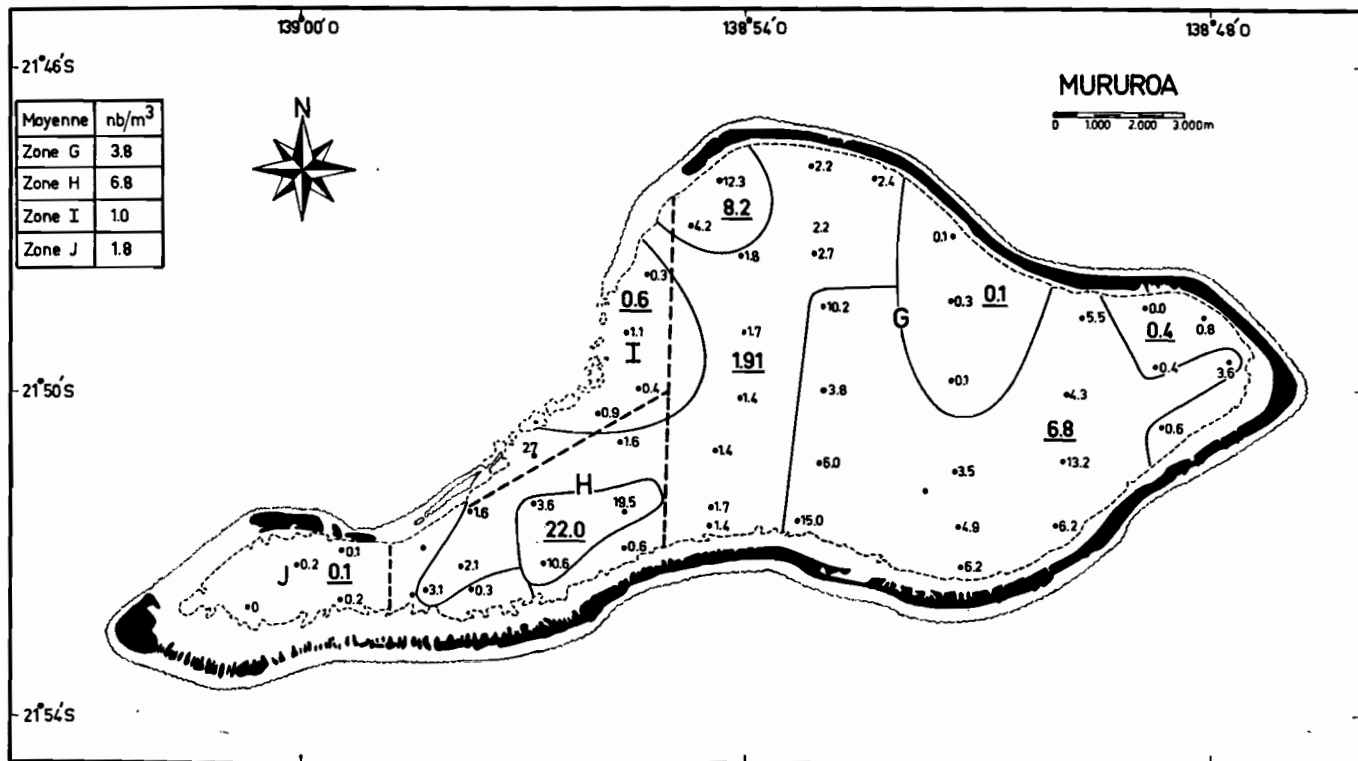 139°00'O 138°54'O 138°48'O
21°46'S
MURUROA
0 1.000 2.000 3.000m
Moyenne nb/m³
Zone G 3.8
Zone H 6.8
Zone I 1.0
Zone J 1.8
N
2.2
12.3 2.4
8.2
4.2 2.2 0.1
1.8 2.7
0.3
0.6 10.2 0.3 0.1 0.0
G 5.5 0.8
1.1 1.7 0.4
I
1.91 0.4 3.6
21°50'S
0.4 3.8 0.1
1.4 4.3
0.9
27 1.6 6.8 0.6
1.4
6.0 3.5 13.2
H
1.6 3.6 19.5 1.7
22.0 1.4 15.0 4.9 6.2
0.1 0.6
J 0.2 0.1 2.1 10.6 6.2
0 0.2 3.1 0.3
21°54'S